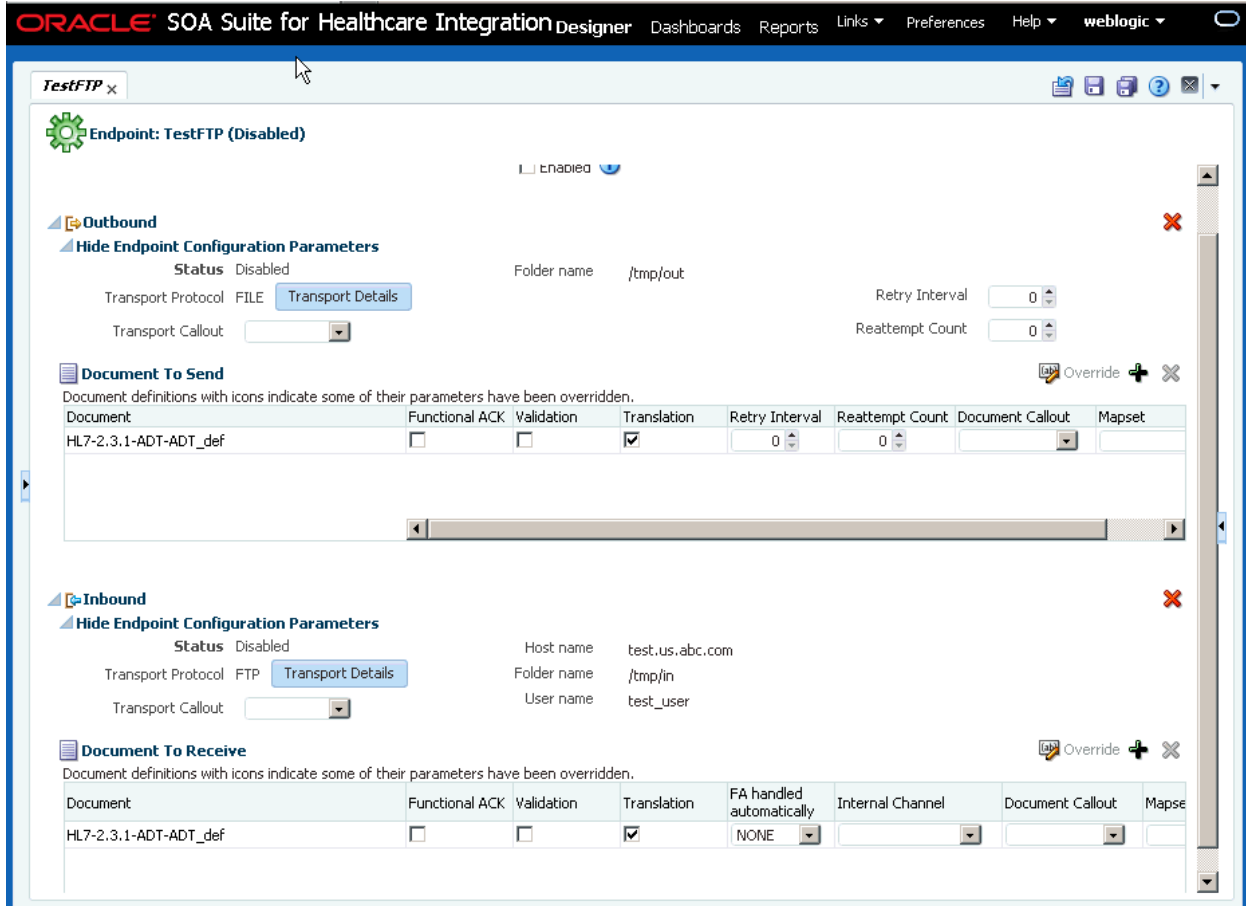 ORACLE SOA Suite for Healthcare Integration Designer Dashboards Reports Links Preferences Help weblogic
TestFTP
Endpoint: TestFTP (Disabled)
Enabled
Outbound
Hide Endpoint Configuration Parameters
Status Disabled Folder name /tmp/out
Transport Protocol FILE Transport Details Retry Interval 0
Transport Callout Reattempt Count 0
Document To Send Override
Document definitions with icons indicate some of their parameters have been overridden.
Document Functional ACK Validation Translation Retry Interval Reattempt Count Document Callout Mapset
HL7-2.3.1-ADT-ADT_def 0 0
Inbound
Hide Endpoint Configuration Parameters
Status Disabled Host name test.us.abc.com
Transport Protocol FTP Transport Details Folder name /tmp/in
Transport Callout User name test_user
Document To Receive Override
Document definitions with icons indicate some of their parameters have been overridden.
Document Functional ACK Validation Translation FA handled automatically Internal Channel Document Callout Mapse
HL7-2.3.1-ADT-ADT_def NONE